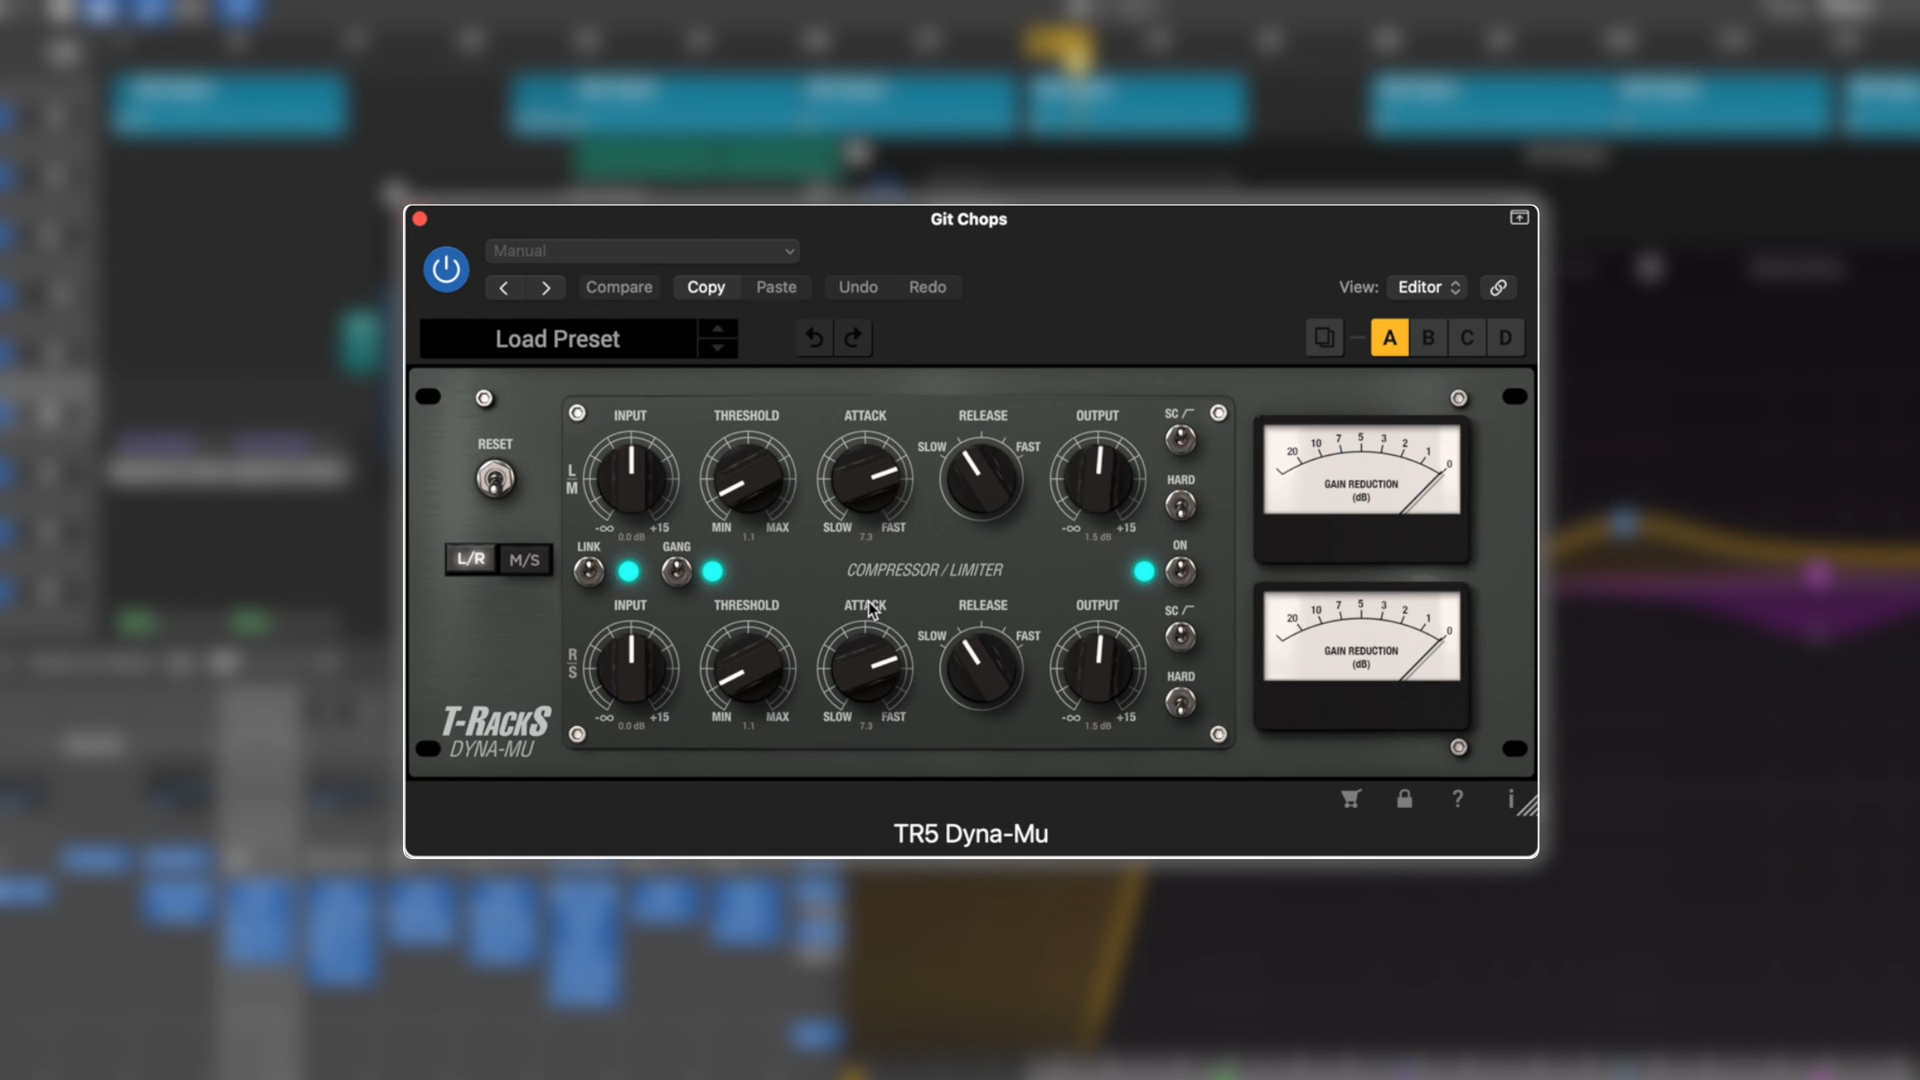 Git Chops
Manual
Compare Copy Paste Undo Redo View: Editor
Load Preset A B C D
RESET
L/R M/S
INPUT THRESHOLD ATTACK RELEASE OUTPUT SC
L M
SLOW FAST
-∞ +15 MIN MAX SLOW FAST -∞ +15
0.0 dB 1.1 7.3 1.5 dB
HARD
LINK GANG COMPRESSOR / LIMITER ON
INPUT THRESHOLD ATTACK RELEASE OUTPUT SC
R S
SLOW FAST
-∞ +15 MIN MAX SLOW FAST -∞ +15
0.0 dB 1.1 7.3 1.5 dB
HARD
20 10 7 5 3 2 1 0
GAIN REDUCTION
(dB)
20 10 7 5 3 2 1 0
GAIN REDUCTION
(dB)
T-RackS
DYNA-MU
? i
TR5 Dyna-Mu